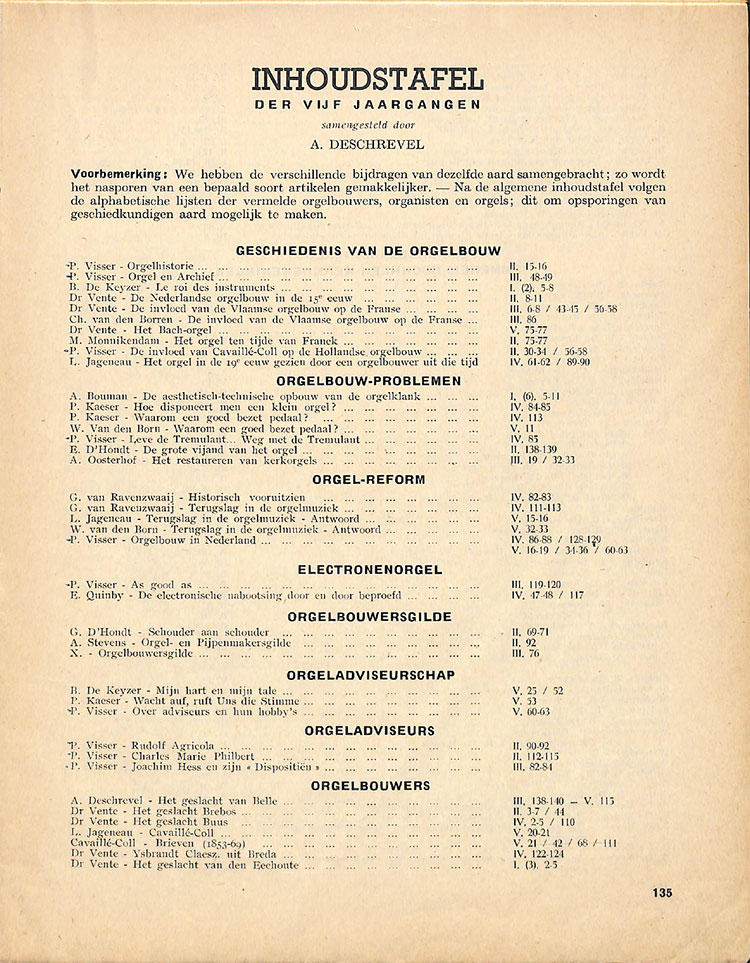 INHOUDSTAFEL
DER VIJF JAARGANGEN
samengesteld door
A. DESCHREVEL
Voorbemerking: We hebben de verschillende bijdragen van dezelfde aard samengebracht; zo wordt
het nasporen van een bepaald soort artikelen gemakkelijker. — Na de algemene inhoudstafel volgen
de alphabetische lijsten der vermelde orgelbouwers, organisten en orgels; dit om opsporingen van
geschiedkundigen aard mogelijk te maken.
GESCHIEDENIS VAN DE ORGELBOUW
P. Visser - Orgelhistorie ... II. 15-16
P. Visser - Orgel en Archief ... III. 48-49
B. De Keyzer - Le roi des instruments ... I. (2). 5-8
Dr Vente - De Nederlandse orgelbouw in de 15e eeuw ... II. 8-11
Dr Vente - De invloed van de Vlaamse orgelbouw op de Franse ... III. 6-8 / 43-45 / 56-58
Ch. van den Borren - De invloed van de Vlaamse orgelbouw op de Franse ... III. 86
Dr Vente - Het Bach-orgel ... V. 75-77
M. Monnikendam - Het orgel ten tijde van Franck ... II. 75-77
P. Visser - De invloed van Cavaillé-Coll op de Hollandse orgelbouw ... II. 30-34 / 56-58
L. Jageneau - Het orgel in de 19e eeuw gezien door een orgelbouwer uit die tijd IV. 61-62 / 89-90
ORGELBOUW-PROBLEMEN
A. Bouman - De aesthetisch-technische opbouw van de orgelklank ... I. (6). 5-11
P. Kaeser - Hoe disponeert men een klein orgel? ... IV. 84-85
P. Kaeser - Waarom een goed bezet pedaal? ... IV. 113
W. Van den Born - Waarom een goed bezet pedaal? ... V. 11
P. Visser - Leve de Tremulant... Weg met de Tremulant ... IV. 85
E. D'Hondt - De grote vijand van het orgel ... II. 138-139
A. Oosterhof - Het restaureren van kerkorgels ... III. 19 / 32-33
ORGEL-REFORM
G. van Ravenzwaaij - Historisch vooruitzien ... IV. 82-83
G. van Ravenzwaaij - Terugslag in de orgelmuziek ... IV. 111-113
L. Jageneau - Terugslag in de orgelmuziek - Antwoord ... V. 15-16
W. van den Born - Terugslag in de orgelmuziek - Antwoord ... V. 32-33
P. Visser - Orgelbouw in Nederland ... IV. 86-88 / 128-129
V. 16-19 / 34-36 / 60-63
ELECTRONENORGEL
P. Visser - As good as ... III. 119-120
E. Quinby - De electronische nabootsing door en door beproefd ... IV. 47-48 / 117
ORGELBOUWERSGILDE
G. D'Hondt - Schouder aan schouder ... II. 69-71
A. Stevens - Orgel- en Pijpenmakersgilde ... II. 92
X. - Orgelbouwersgilde ... III. 76
ORGELADVISEURSCHAP
B. De Keyzer - Mijn hart en mijn tale ... V. 25 / 52
P. Kaeser - Wacht auf, ruft Uns die Stimme ... V. 53
P. Visser - Over adviseurs en hun hobby's ... V. 60-63
ORGELADVISEURS
P. Visser - Rudolf Agricola ... II. 90-92
P. Visser - Charles Marie Philbert ... II. 112-115
P. Visser - Joachim Hess en zijn « Dispositiën » ... III. 82-84
ORGELBOUWERS
A. Deschrevel - Het geslacht van Belle ... III. 138-140 — V. 115
Dr Vente - Het geslacht Brebos ... II. 3-7 / 44
Dr Vente - Het geslacht Buus ... IV. 2-5 / 110
L. Jageneau - Cavaillé-Coll ... V. 20-21
Cavaillé-Coll - Brieven (1853-69) ... V. 21 / 42 / 68 / 111
Dr Vente - Ysbrandt Claesz. uit Breda ... IV. 122-124
Dr Vente - Het geslacht van den Eechoute ... I. (3). 2-5
135